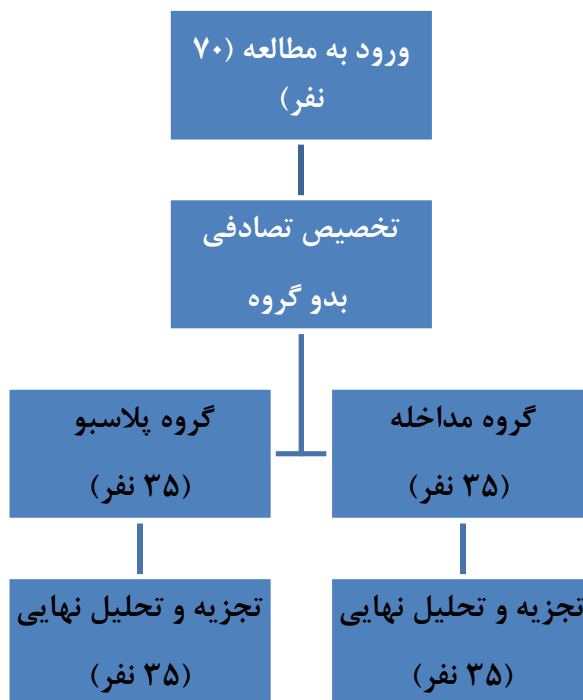 ورود به مطالعه (۷۰
نفر)
تخصیص تصادفی
بدو گروه
گروه مداخله
(۳۵ نفر)
گروه پلاسبو
(۳۵ نفر)
تجزیه و تحلیل نهایی
(۳۵ نفر)
تجزیه و تحلیل نهایی
(۳۵ نفر)